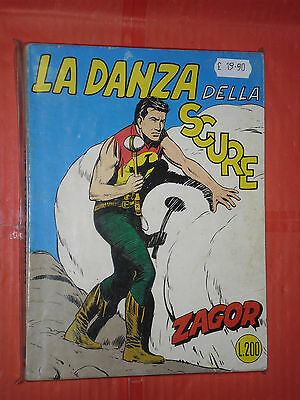 £ 19.90
LA DANZA
DELLA
SCURE
ZAGOR
L.200